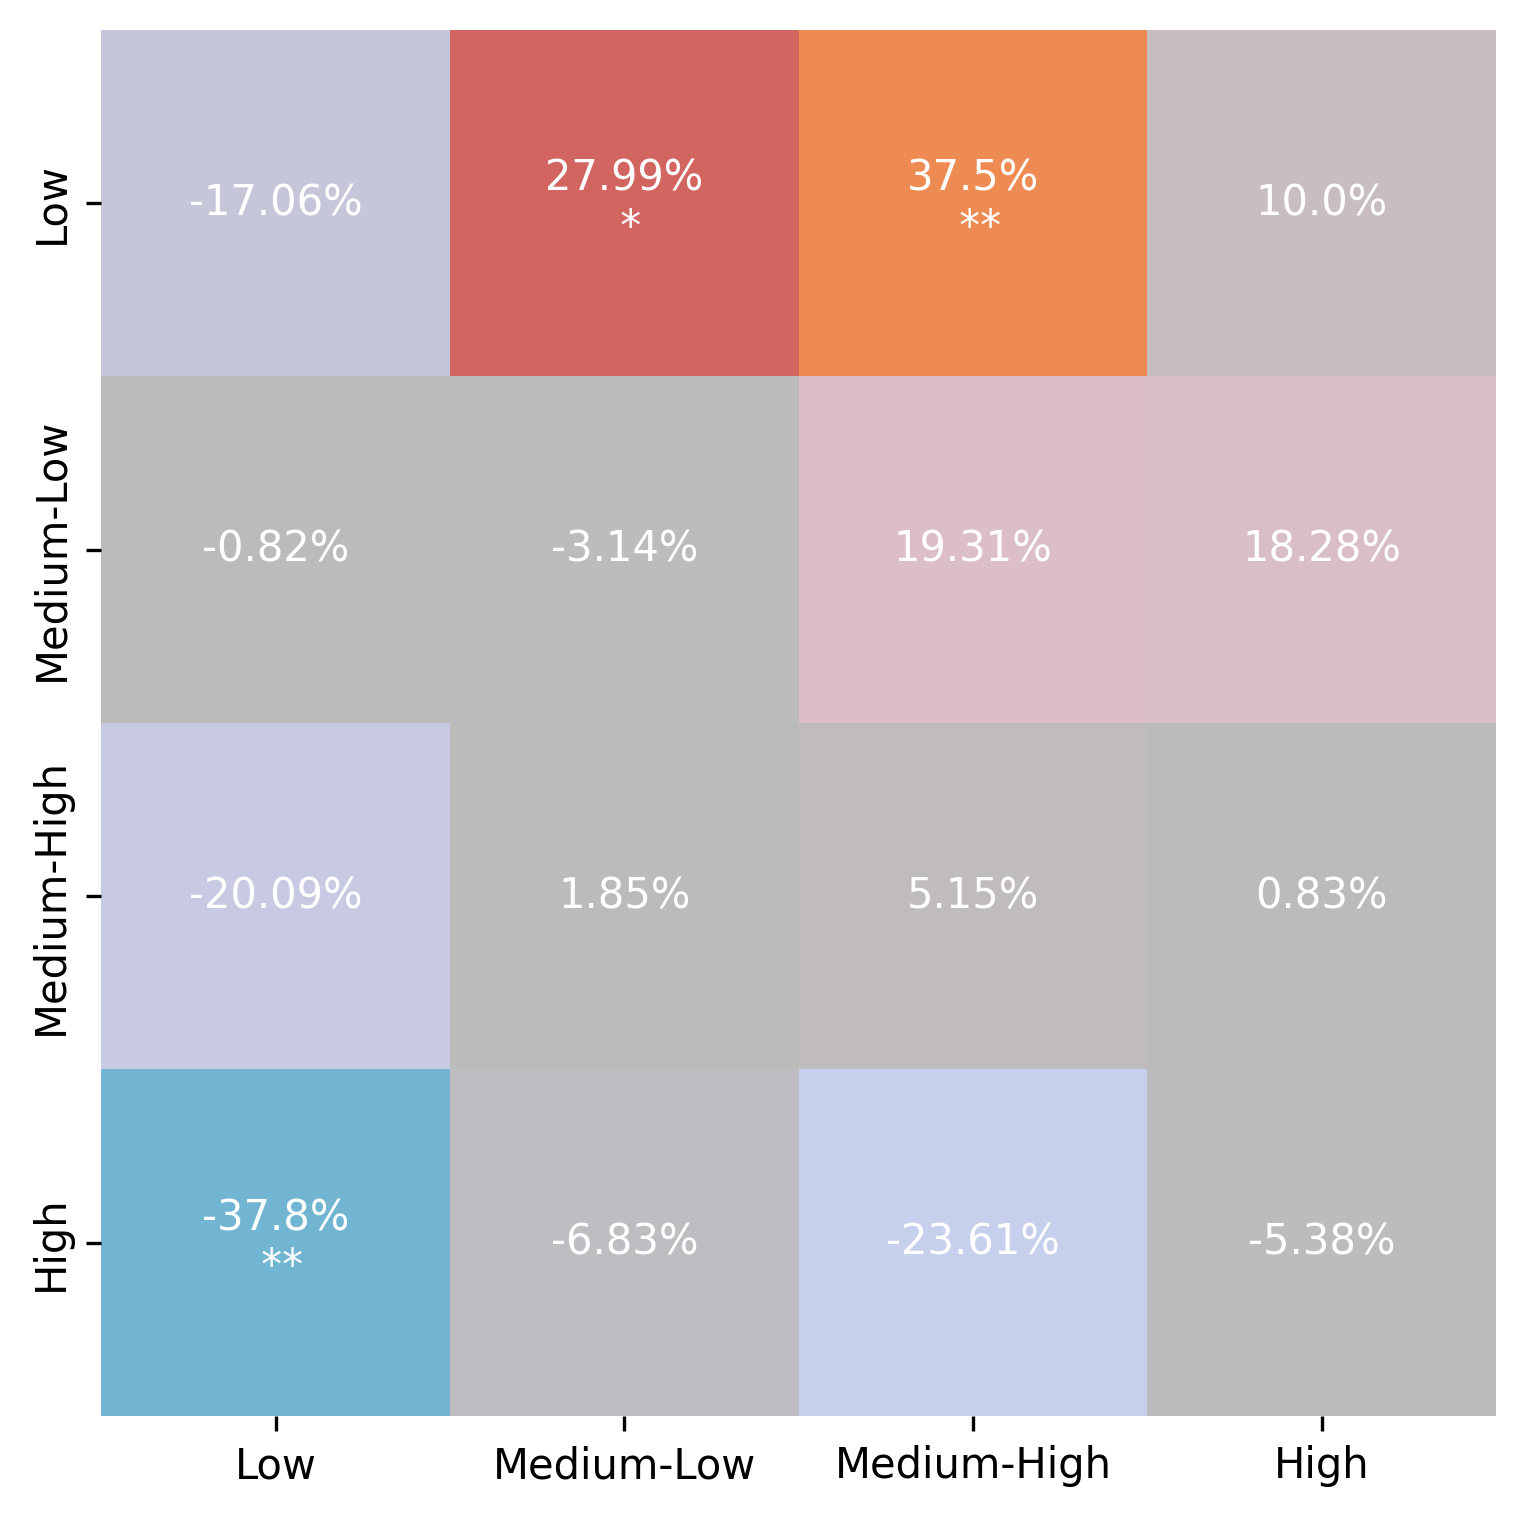 Low
-17.06%
27.99%
*
37.5%
**
10.0%
Medium-Low
-0.82%
-3.14%
19.31%
18.28%
Medium-High
-20.09%
1.85%
5.15%
0.83%
High
-37.8%
**
-6.83%
-23.61%
-5.38%
Low
Medium-Low
Medium-High
High